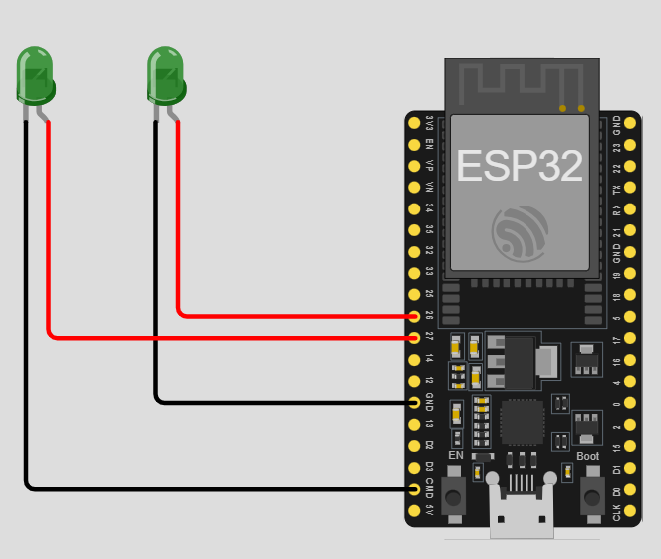 ESP32
3V3
EN
VP
VN
34
35
32
33
25
26
27
14
12
GND
13
D2
D3
CMD
5V
GND
23
22
TX
RX
21
GND
19
18
5
17
16
4
0
2
15
D1
D0
CLK
EN
Boot